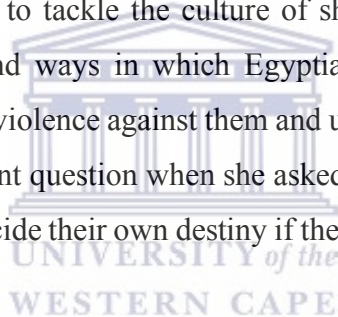 to tackle the culture of
nd ways in which Egyptia
violence against them and u
nt question when she asked
cide their own destiny if the
UNIVERSITY of the
WESTERN CAPE